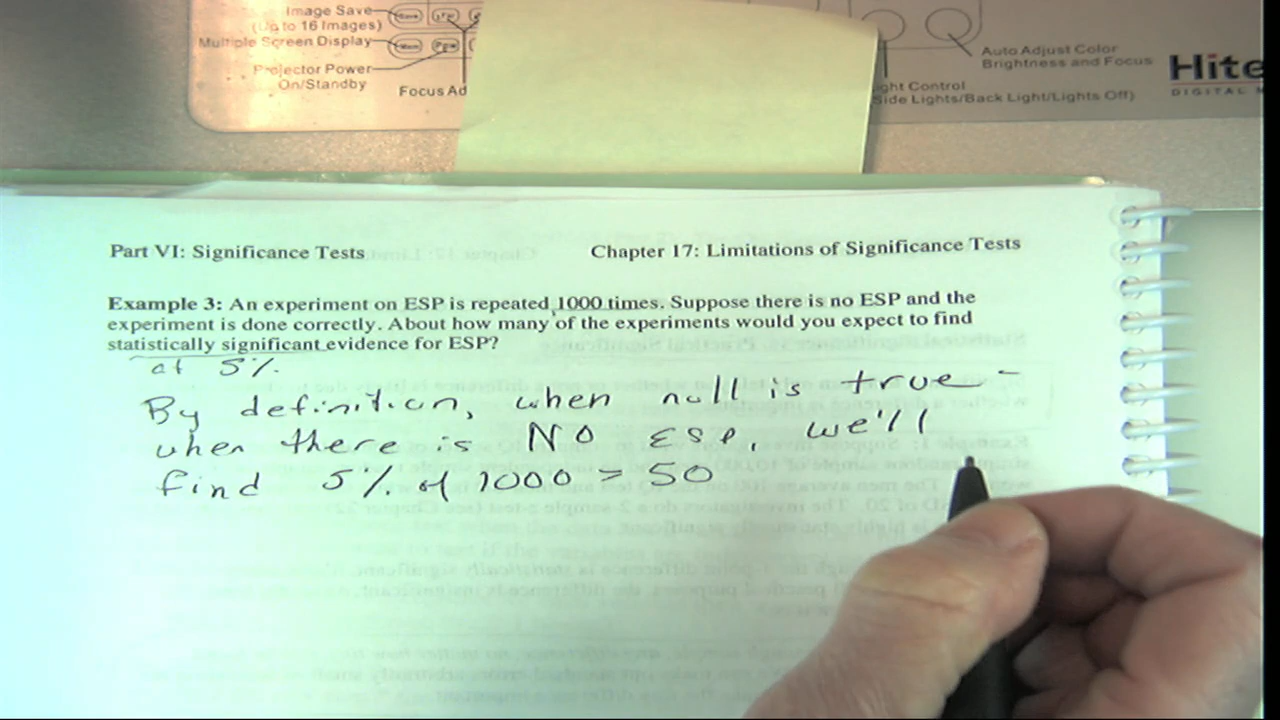 Image Save
(Up to 16 Images)
Multiple Screen Display
Projector Power
On/Standby
Focus Ad
Auto Adjust Color
Brightness and Focus
ght Control
Side Lights/Back Light/Lights Off)
Hite
DIGITAL
Part VI: Significance Tests
Chapter 17: Limitations of Significance Tests
Example 3: An experiment on ESP is repeated 1000 times. Suppose there is no ESP and the
experiment is done correctly. About how many of the experiments would you expect to find
statistically significant evidence for ESP?
at 5%.
By definition, when null is true -
when there is NO ESP, we'll
find 5% of 1000 = 50